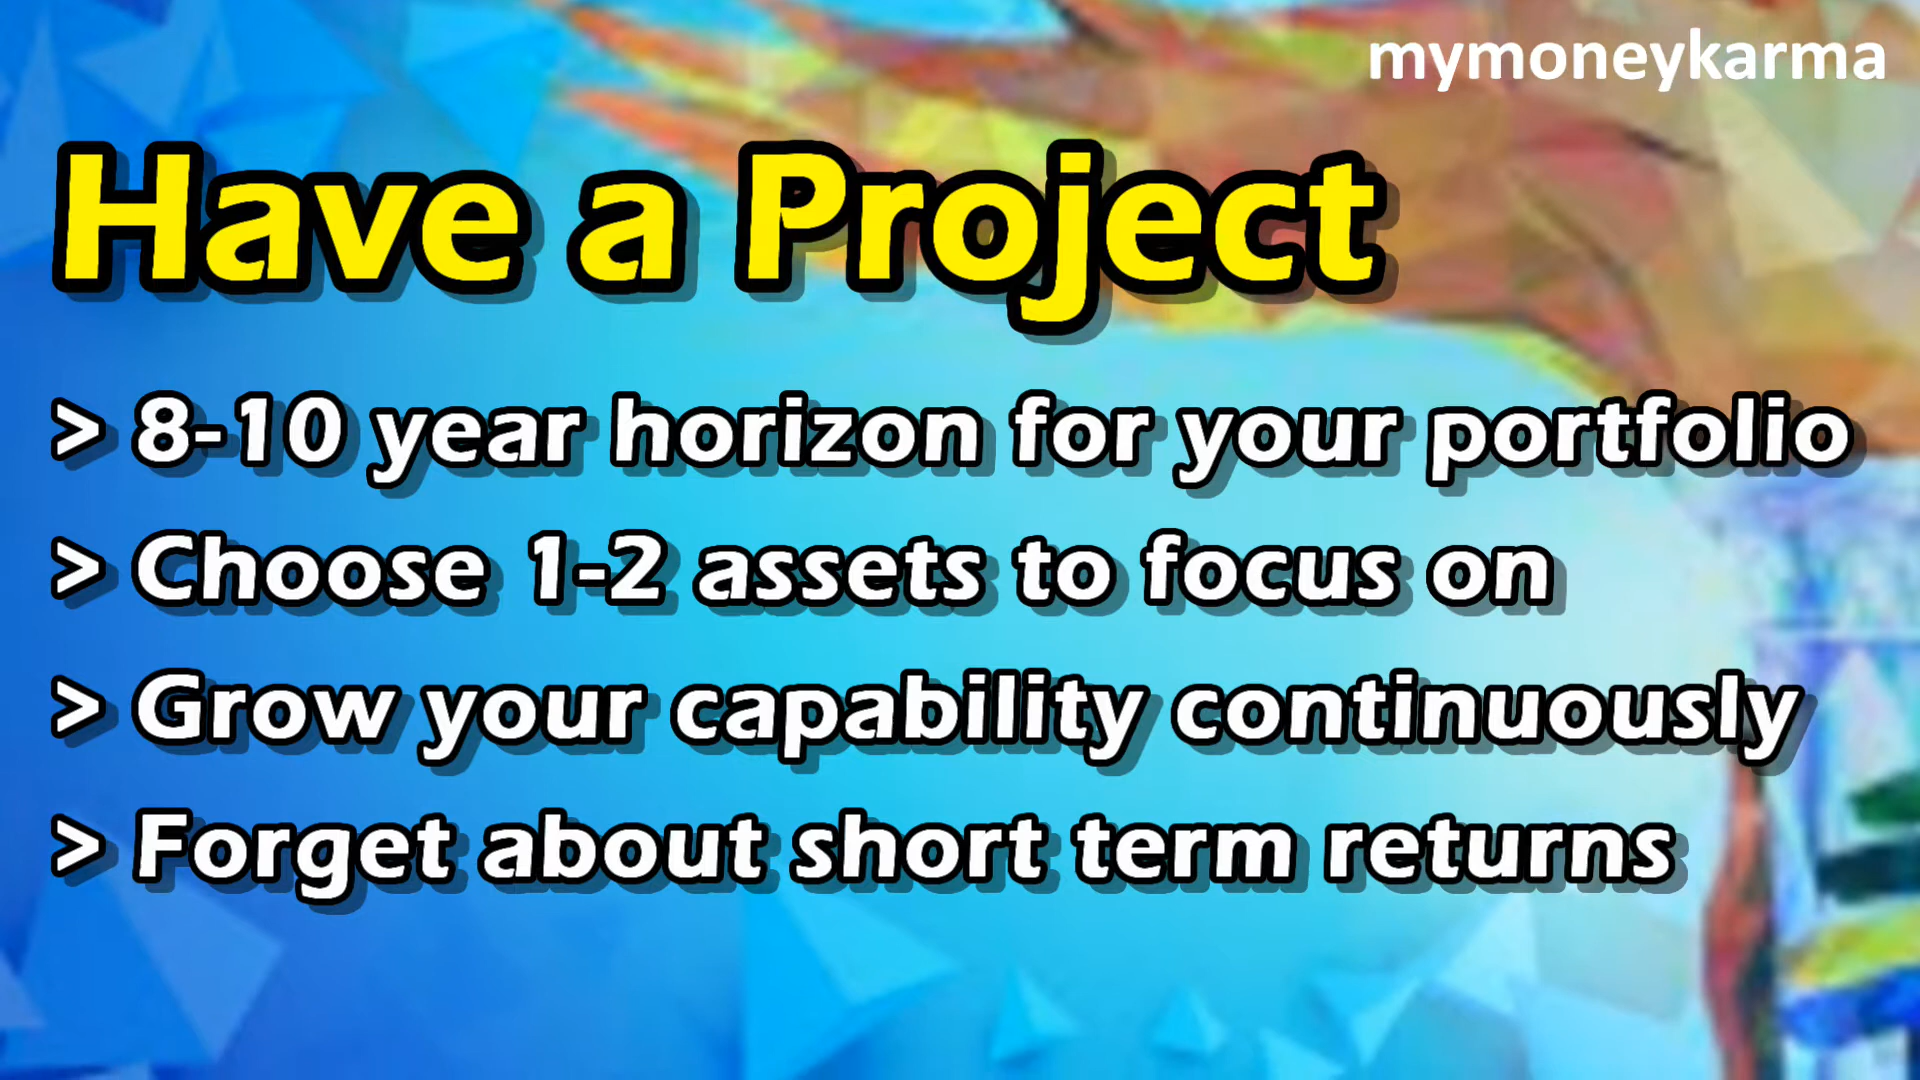 mymoneykarma
Have a Project
> 8-10 year horizon for your portfolio
> Choose 1-2 assets to focus on
> Grow your capability continuously
> Forget about short term returns